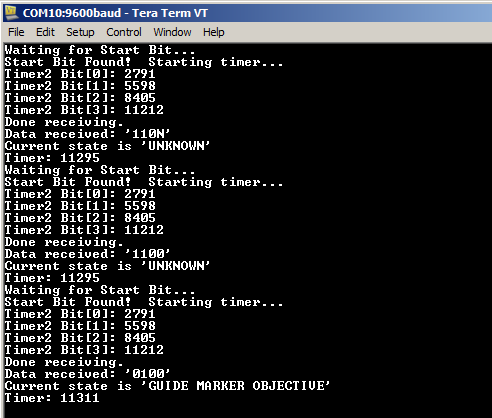 COM10:9600baud - Tera Term VT
File Edit Setup Control Window Help
Waiting for Start Bit...
Start Bit Found!  Starting timer...
Timer2 Bit[0]: 2791
Timer2 Bit[1]: 5598
Timer2 Bit[2]: 8405
Timer2 Bit[3]: 11212
Done receiving.
Data received: '110N'
Current state is 'UNKNOWN'
Timer: 11295
Waiting for Start Bit...
Start Bit Found!  Starting timer...
Timer2 Bit[0]: 2791
Timer2 Bit[1]: 5598
Timer2 Bit[2]: 8405
Timer2 Bit[3]: 11212
Done receiving.
Data received: '1100'
Current state is 'UNKNOWN'
Timer: 11295
Waiting for Start Bit...
Start Bit Found!  Starting timer...
Timer2 Bit[0]: 2791
Timer2 Bit[1]: 5598
Timer2 Bit[2]: 8405
Timer2 Bit[3]: 11212
Done receiving.
Data received: '0100'
Current state is 'GUIDE MARKER OBJECTIVE'
Timer: 11311